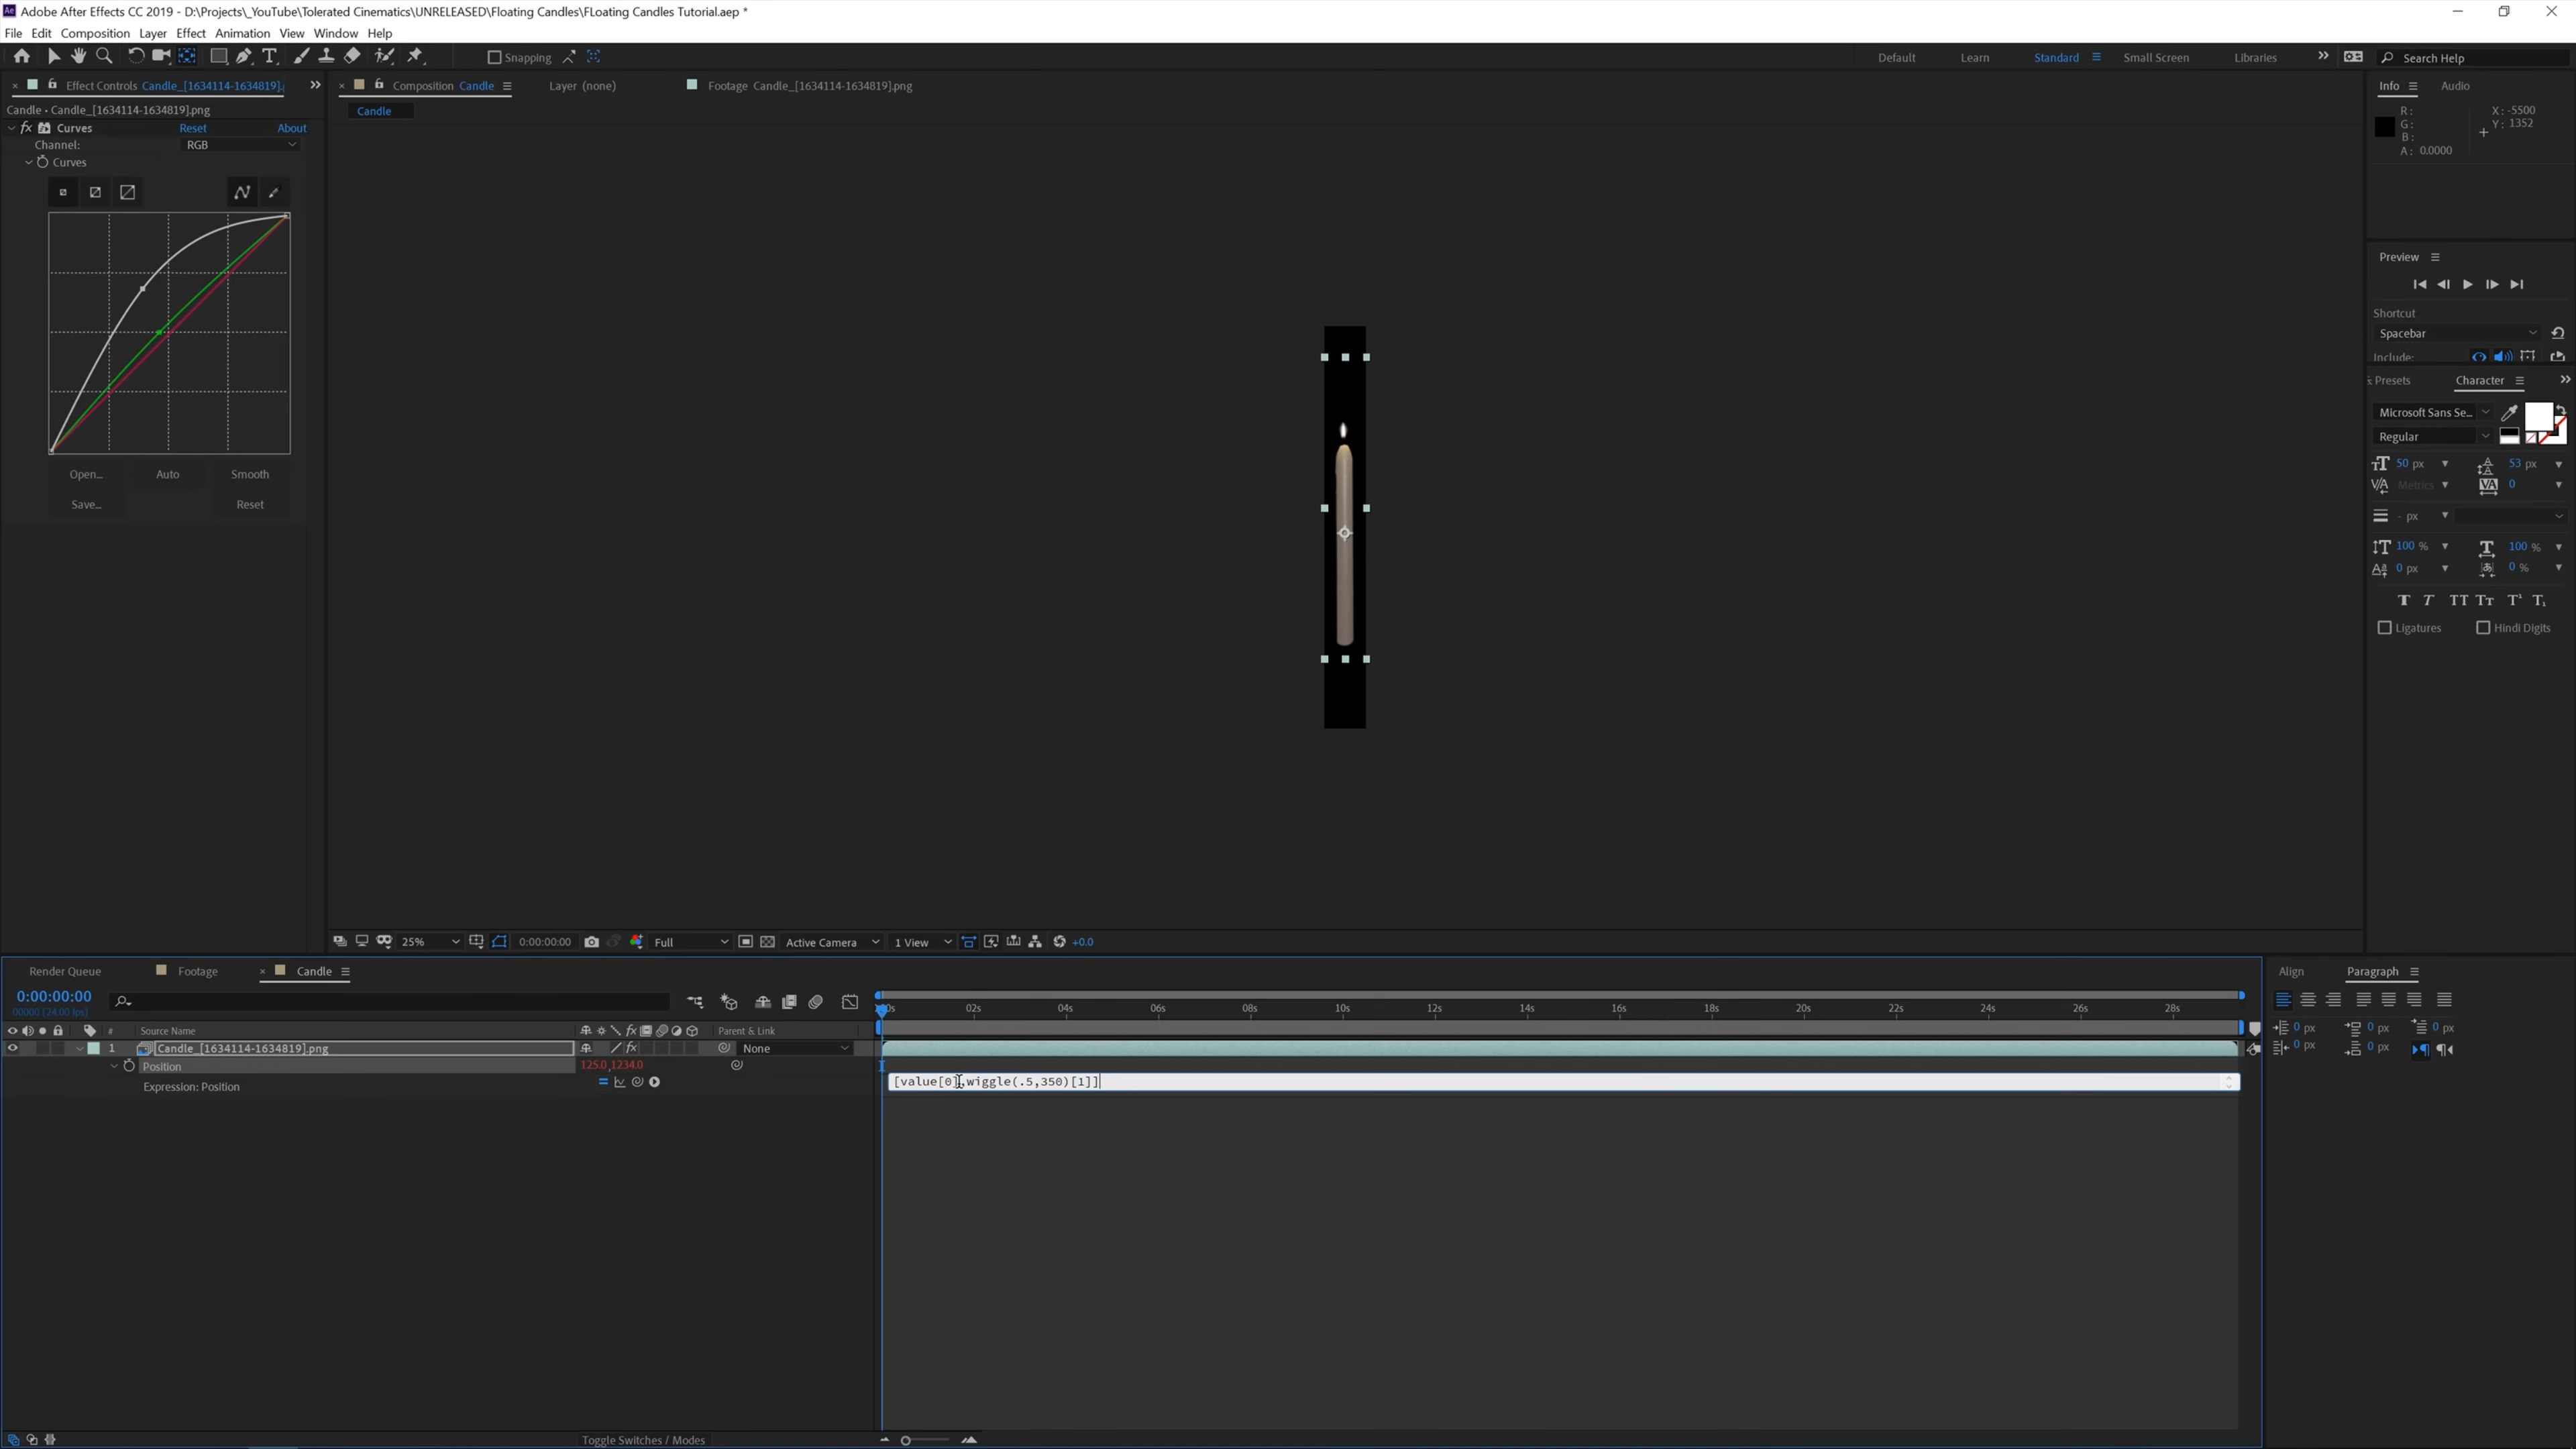 Adobe After Effects CC 2019 - D:\Projects\_YouTube\Tolerated Cinematics\UNRELEASED\Floating Candles\FLoating Candles Tutorial.aep *
File Edit Composition Layer Effect Animation View Window Help
Snapping
Default Learn Standard Small Screen Libraries Search Help
Effect Controls Candle_[1634114-1634819].
Composition Candle
Layer (none)
Footage Candle_[1634114-1634819].png
Info Audio
Candle • Candle_[1634114-1634819].png
Candle
fx Curves Reset About
Channel: RGB
Curves
R:
G:
B:
A: 0.0000
X: -5500
Y: 1352
Open... Auto Smooth
Save... Reset
Preview
Shortcut
Spacebar
Include:
Presets Character
Microsoft Sans Se...
Regular
50 px 53 px
Metrics 0
- px
100 % 100 %
0 px 0 %
Ligatures Hindi Digits
25% 0:00:00:00 Full Active Camera 1 View +0.0
Render Queue Footage Candle
Align Paragraph
0:00:00:00
00000 (24.00 fps)
02s 04s 06s 08s 10s 12s 14s 16s 18s 20s 22s 24s 26s 28s
0 px 0 px 0 px
0 px 0 px
# Source Name Parent & Link
1 Candle_[1634114-1634819].png None
Position 125.0,1234.0
Expression: Position
[value[0],wiggle(.5,350)[1]]
Toggle Switches / Modes